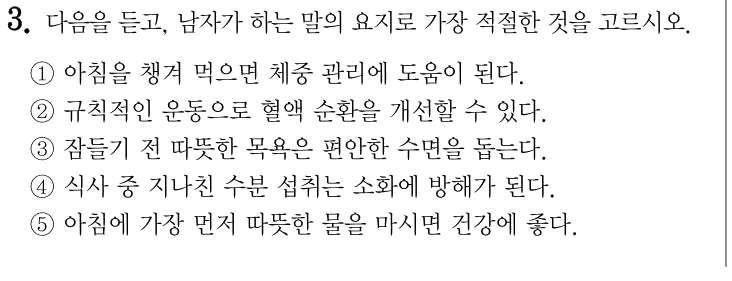 3. 다음을 듣고, 남자가 하는 말의 요지로 가장 적절한 것을 고르시오.
① 아침을 챙겨 먹으면 체중 관리에 도움이 된다.
② 규칙적인 운동으로 혈액 순환을 개선할 수 있다.
③ 잠들기 전 따뜻한 목욕은 편안한 수면을 돕는다.
④ 식사 중 지나친 수분 섭취는 소화에 방해가 된다.
⑤ 아침에 가장 먼저 따뜻한 물을 마시면 건강에 좋다.